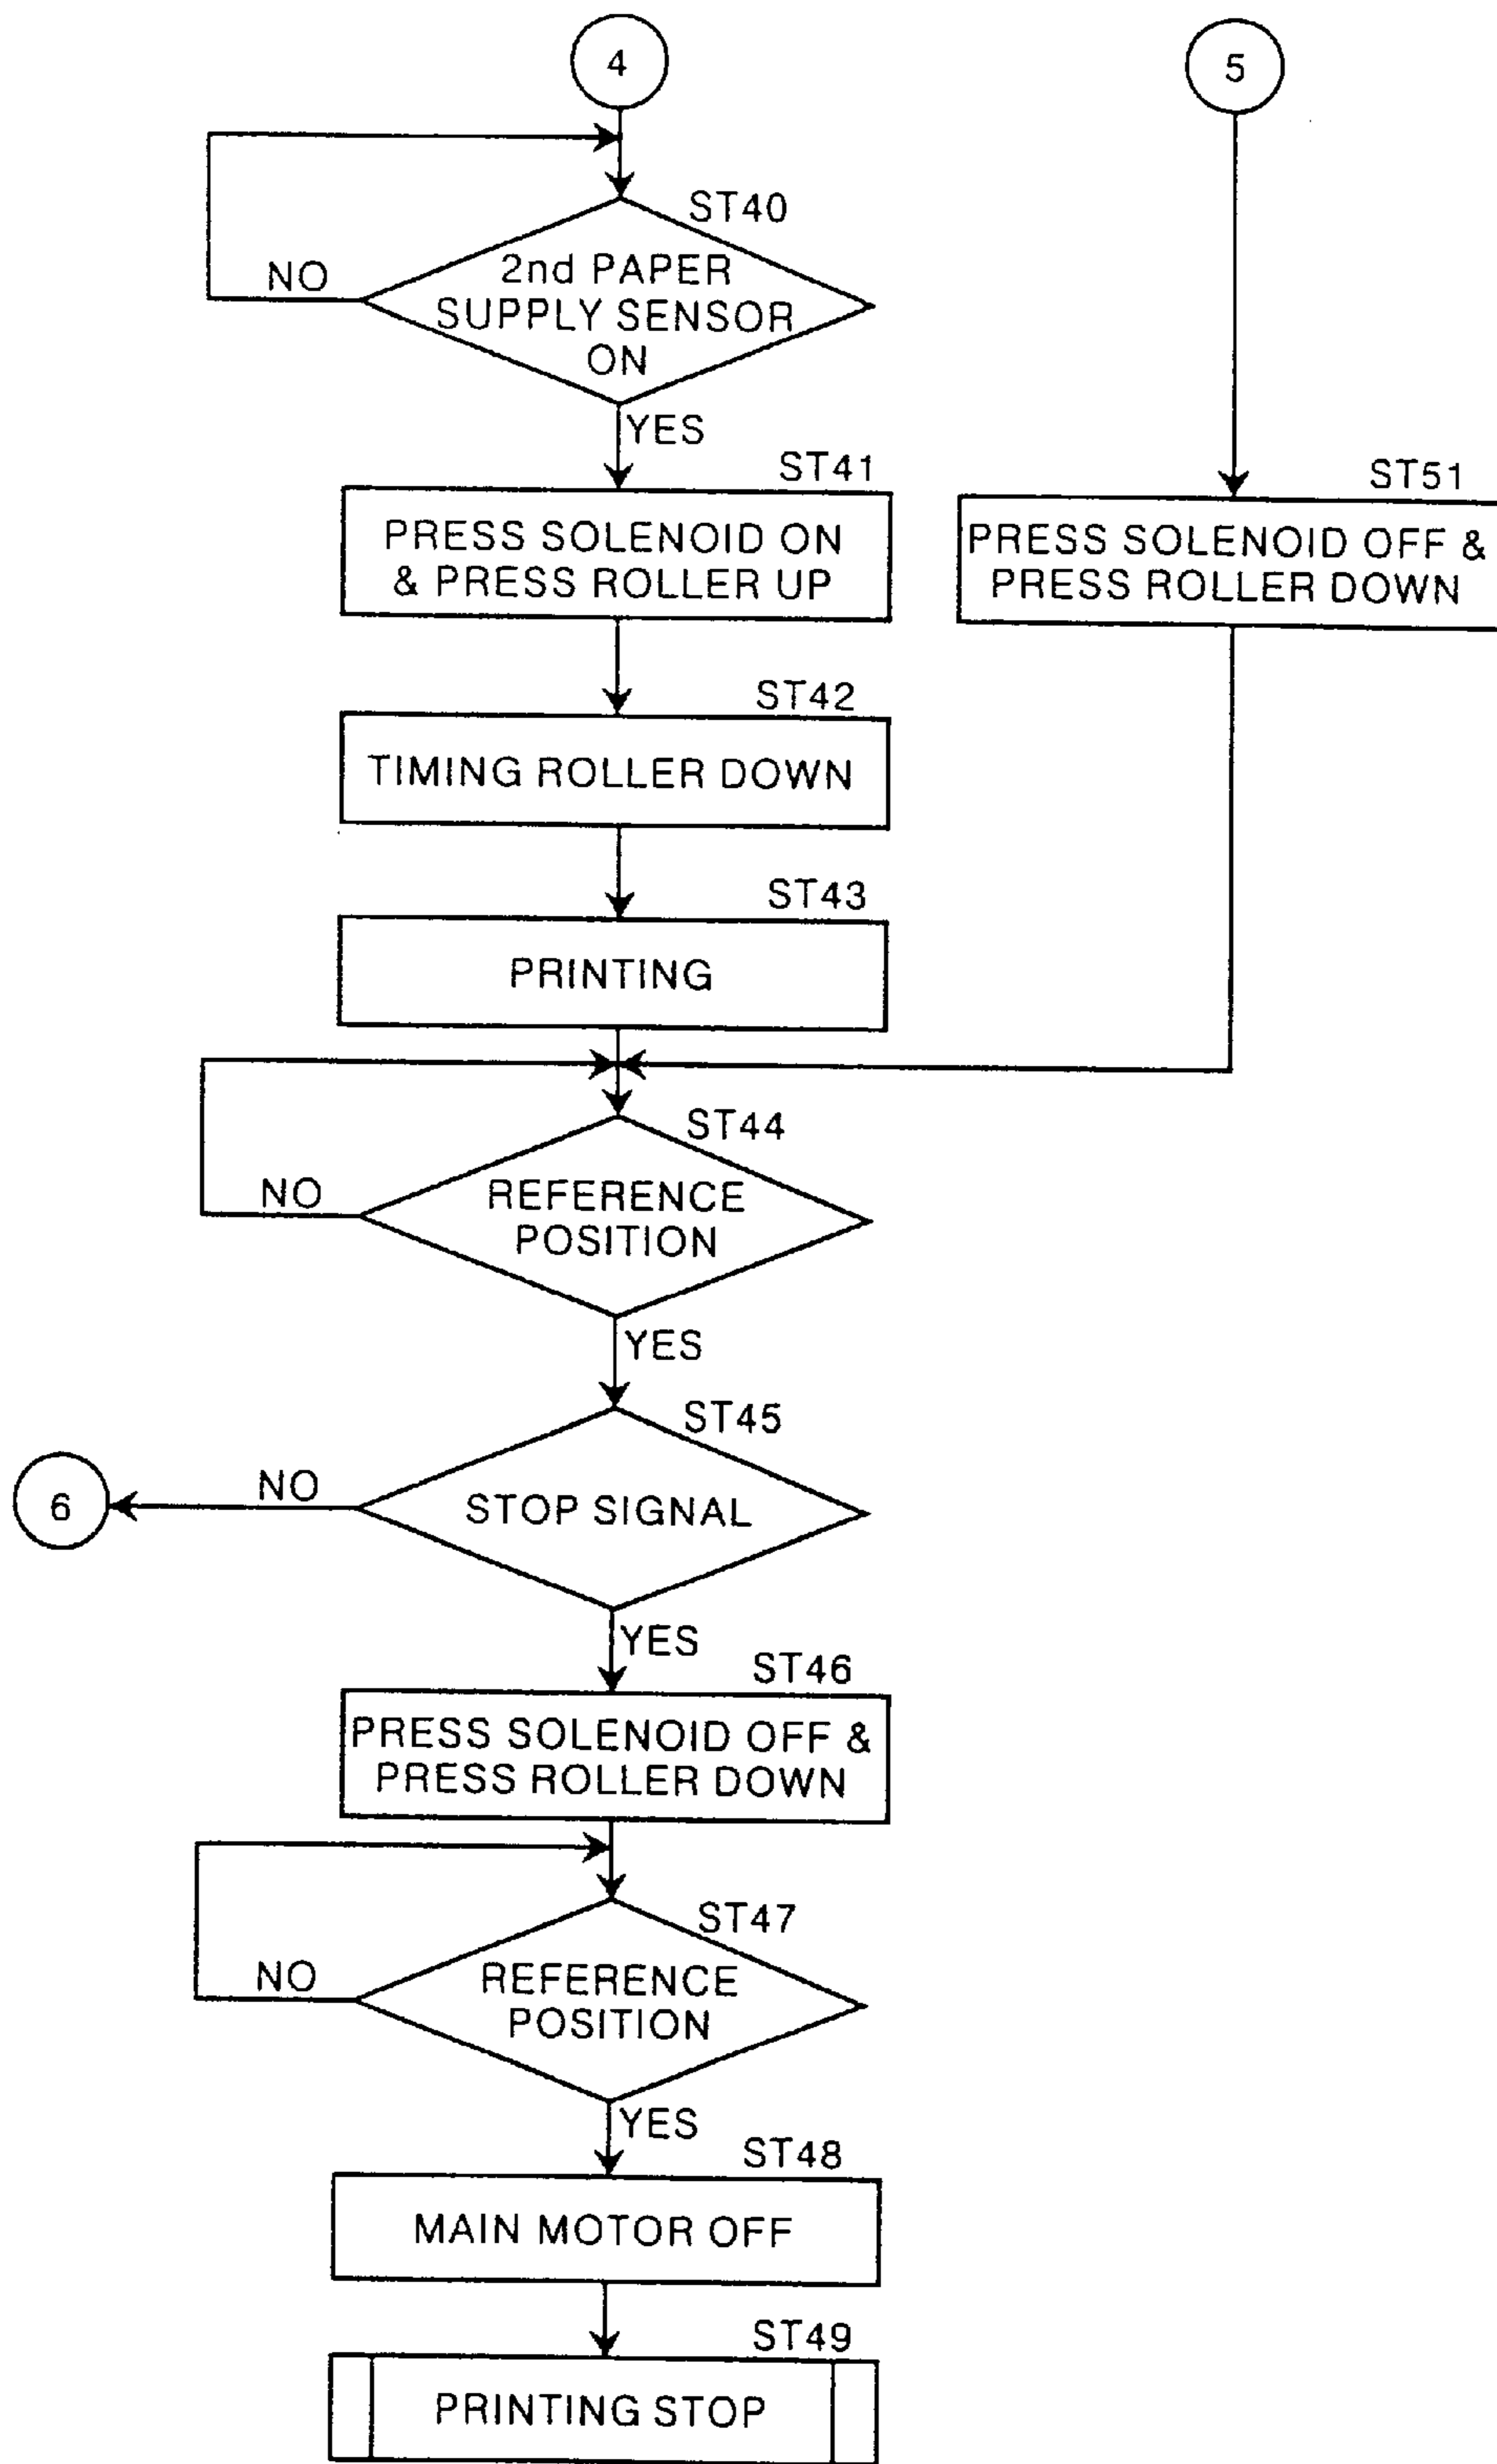 4
5
ST40
NO
2nd PAPER
SUPPLY SENSOR
ON
YES
ST41
PRESS SOLENOID ON
& PRESS ROLLER UP
ST51
PRESS SOLENOID OFF &
PRESS ROLLER DOWN
ST42
TIMING ROLLER DOWN
ST43
PRINTING
ST44
NO
REFERENCE
POSITION
YES
ST45
6
NO
STOP SIGNAL
YES
ST46
PRESS SOLENOID OFF &
PRESS ROLLER DOWN
ST47
NO
REFERENCE
POSITION
YES
ST48
MAIN MOTOR OFF
ST49
PRINTING STOP